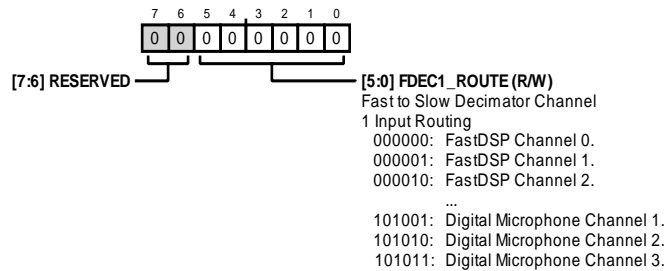 7 6 5 4 3 2 1 0
0 0 0 0 0 0 0 0
[7:6] RESERVED
[5:0] FDEC1_ROUTE (R/W)
Fast to Slow Decimator Channel
1 Input Routing
000000: FastDSP Channel 0.
000001: FastDSP Channel 1.
000010: FastDSP Channel 2.
...
101001: Digital Microphone Channel 1.
101010: Digital Microphone Channel 2.
101011: Digital Microphone Channel 3.